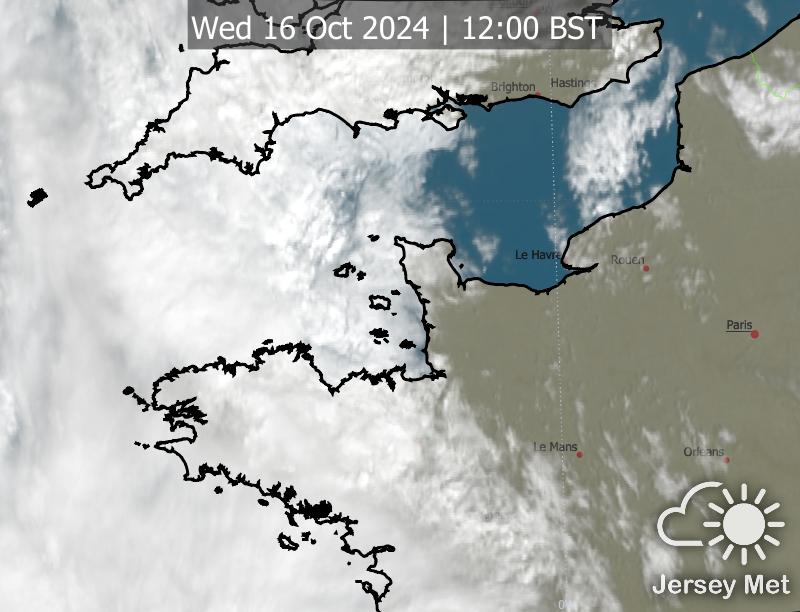 Wed 16 Oct 2024 | 12:00 BST
Brighton
Hastings
Le Havre
Rouen
Paris
Le Mans
Orleans
Jersey Met